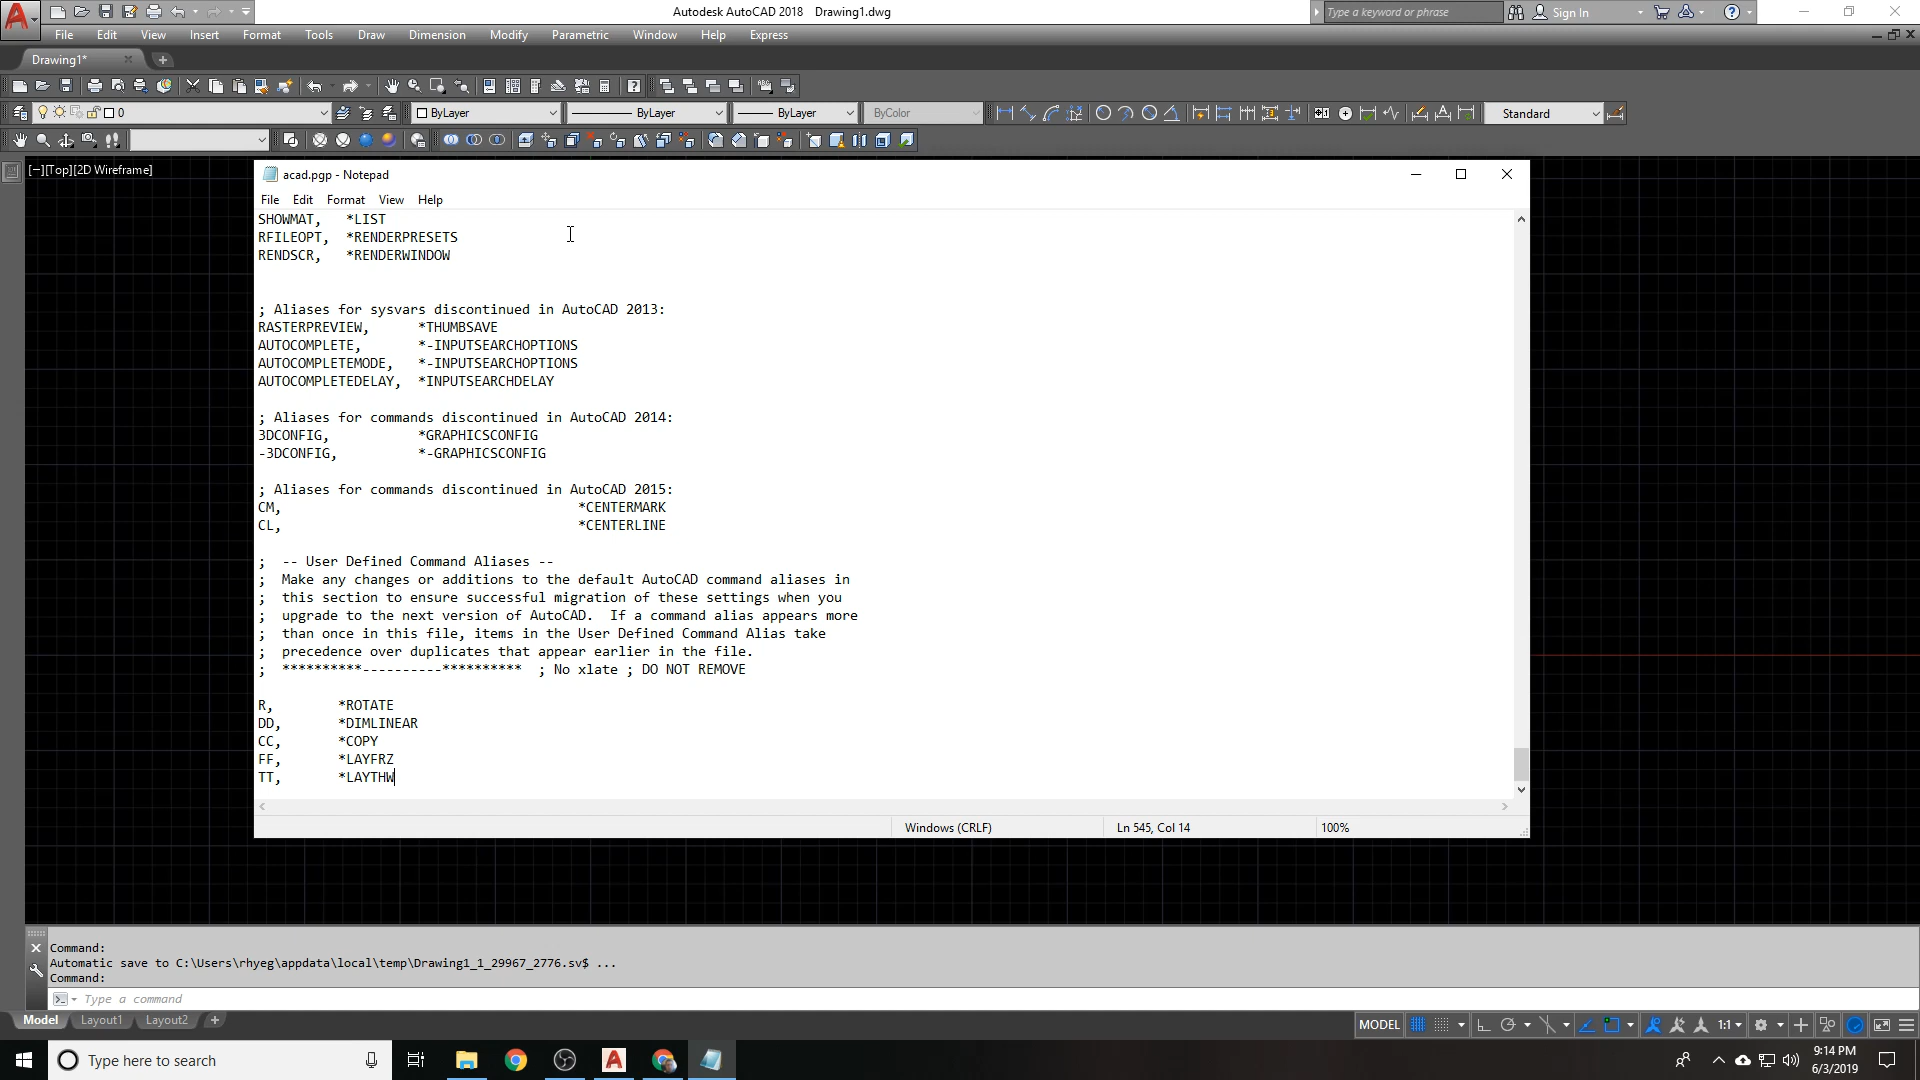 Autodesk AutoCAD 2018 Drawing1.dwg
Type a keyword or phrase
Sign In
File Edit View Insert Format Tools Draw Dimension Modify Parametric Window Help Express
Drawing1*
0
ByLayer
ByLayer
ByLayer
ByColor
Standard
[−][Top][2D Wireframe]
acad.pgp - Notepad
File Edit Format View Help
SHOWMAT, *LIST
RFILEOPT, *RENDERPRESETS
RENDSCR, *RENDERWINDOW
; Aliases for sysvars discontinued in AutoCAD 2013:
RASTERPREVIEW, *THUMBSAVE
AUTOCOMPLETE, *-INPUTSEARCHOPTIONS
AUTOCOMPLETEMODE, *-INPUTSEARCHOPTIONS
AUTOCOMPLETEDELAY, *INPUTSEARCHDELAY
; Aliases for commands discontinued in AutoCAD 2014:
3DCONFIG, *GRAPHICSCONFIG
-3DCONFIG, *-GRAPHICSCONFIG
; Aliases for commands discontinued in AutoCAD 2015:
CM, *CENTERMARK
CL, *CENTERLINE
; -- User Defined Command Aliases --
; Make any changes or additions to the default AutoCAD command aliases in
; this section to ensure successful migration of these settings when you
; upgrade to the next version of AutoCAD. If a command alias appears more
; than once in this file, items in the User Defined Command Alias take
; precedence over duplicates that appear earlier in the file.
; **********----------********** ; No xlate ; DO NOT REMOVE
R, *ROTATE
DD, *DIMLINEAR
CC, *COPY
FF, *LAYFRZ
TT, *LAYTHW
Windows (CRLF) Ln 545, Col 14 100%
Command:
Automatic save to C:\Users\rhyeg\appdata\local\temp\Drawing1_1_29967_2776.sv$ ...
Command:
Type a command
Model Layout1 Layout2
MODEL 1:1
Type here to search
9:14 PM
6/3/2019